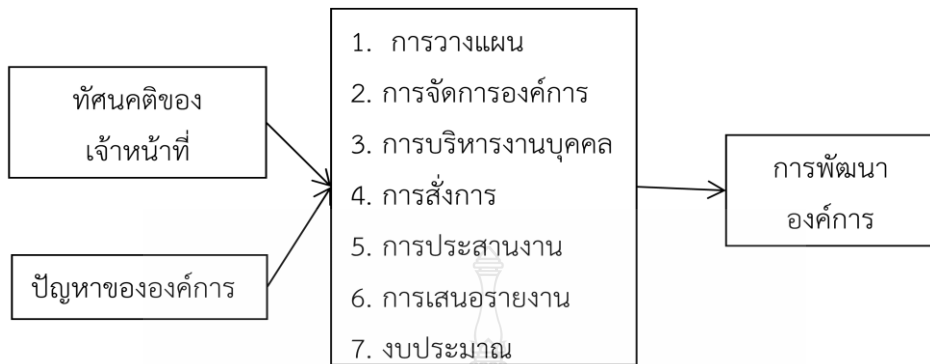 ทัศนคติของ
เจ้าหน้าที่
ปัญหาขององค์การ
1. การวางแผน
2. การจัดการองค์การ
3. การบริหารงานบุคคล
4. การสั่งการ
5. การประสานงาน
6. การเสนอรายงาน
7. งบประมาณ
การพัฒนา
องค์การ